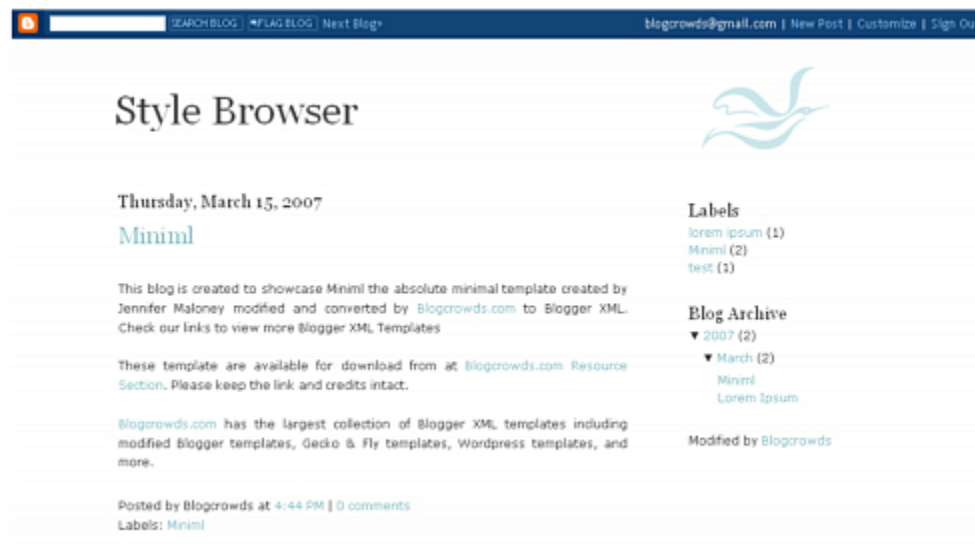 SEARCH BLOG FLAG BLOG Next Blog»
blogcrowds@gmail.com | New Post | Customize | Sign Ou
Style Browser
Thursday, March 15, 2007
Miniml
This blog is created to showcase Miniml the absolute minimal template created by
Jennifer Maloney modified and converted by Blogcrowds.com to Blogger XML.
Check our links to view more Blogger XML Templates
These template are available for download from at Blogcrowds.com Resource
Section. Please keep the link and credits intact.
Blogcrowds.com has the largest collection of Blogger XML templates including
modified Blogger templates, Gecko & Fly templates, Wordpress templates, and
more.
Posted by Blogcrowds at 4:44 PM | 0 comments
Labels: Miniml
Labels
lorem ipsum (1)
Miniml (2)
test (1)
Blog Archive
▼ 2007 (2)
▼ March (2)
Miniml
Lorem Ipsum
Modified by Blogcrowds